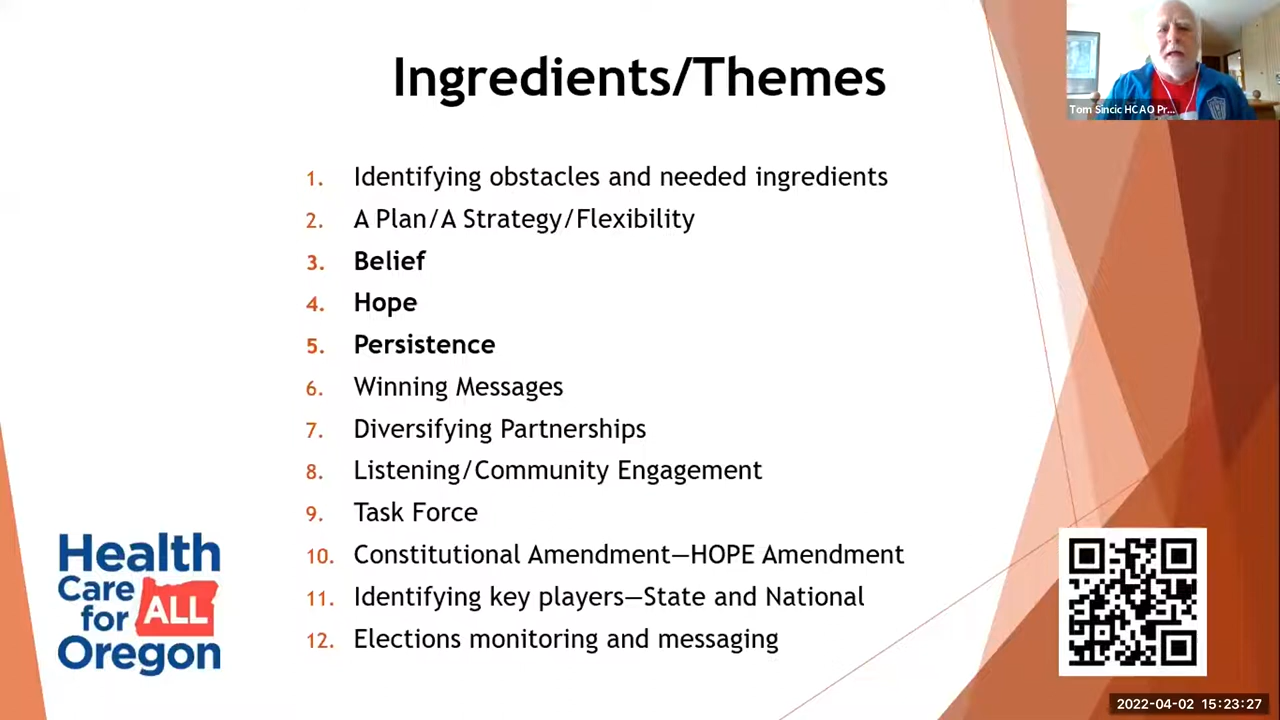 Ingredients/Themes
Tom Sincic HCAO Pr...
1. Identifying obstacles and needed ingredients
2. A Plan/A Strategy/Flexibility
3. Belief
4. Hope
5. Persistence
6. Winning Messages
7. Diversifying Partnerships
8. Listening/Community Engagement
9. Task Force
10. Constitutional Amendment—HOPE Amendment
11. Identifying key players—State and National
12. Elections monitoring and messaging
Health
Care
for ALL
Oregon
2022-04-02 15:23:27